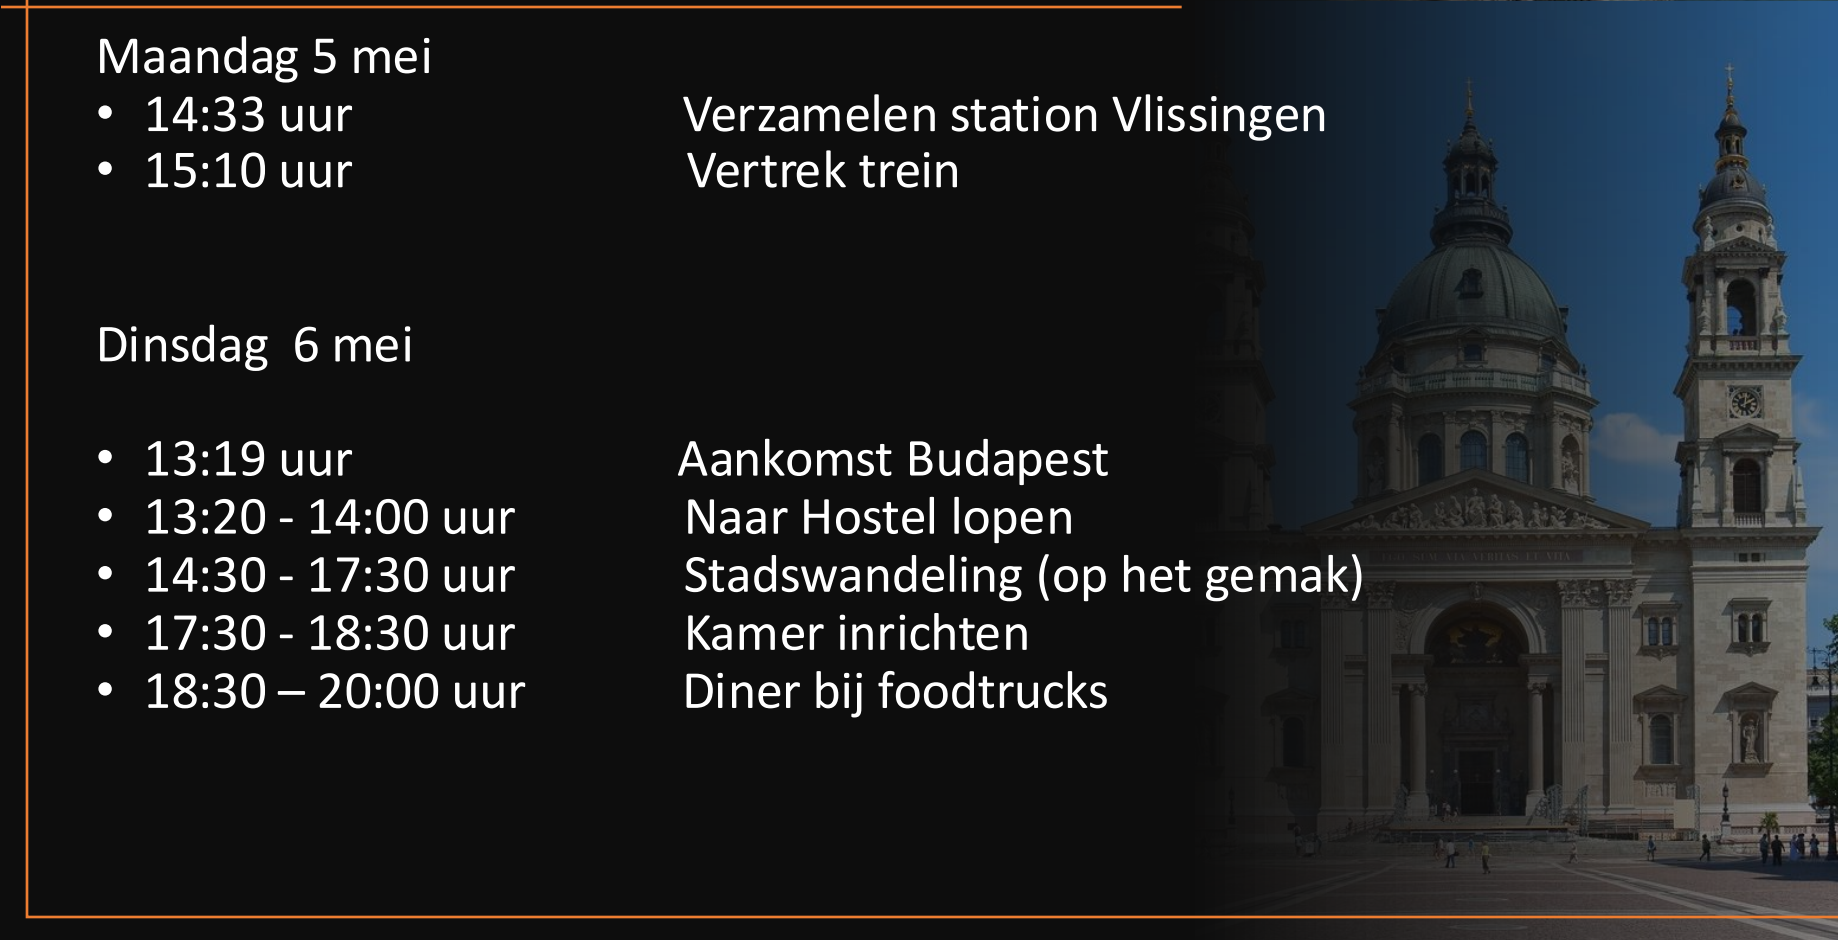 Maandag 5 mei
• 14:33 uur Verzamelen station Vlissingen
• 15:10 uur Vertrek trein
Dinsdag 6 mei
• 13:19 uur Aankomst Budapest
• 13:20 - 14:00 uur Naar Hostel lopen
• 14:30 - 17:30 uur Stadswandeling (op het gemak)
• 17:30 - 18:30 uur Kamer inrichten
• 18:30 – 20:00 uur Diner bij foodtrucks